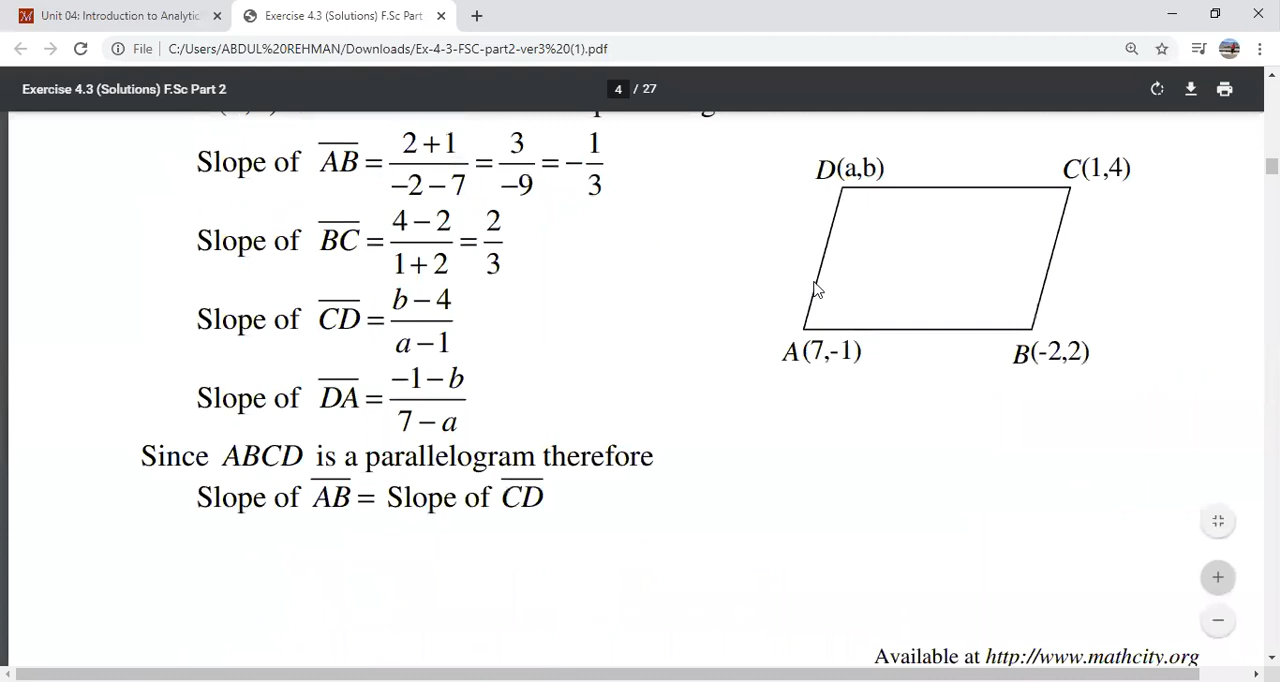 Unit 04: Introduction to Analytic
Exercise 4.3 (Solutions) F.Sc Part
File | C:/Users/ABDUL%20REHMAN/Downloads/Ex-4-3-FSC-part2-ver3%20(1).pdf
Exercise 4.3 (Solutions) F.Sc Part 2
4 / 27
Slope of AB = (2+1)/(−2−7) = 3/−9 = −1/3
Slope of BC = (4−2)/(1+2) = 2/3
Slope of CD = (b−4)/(a−1)
Slope of DA = (−1−b)/(7−a)
Since ABCD is a parallelogram therefore
Slope of AB = Slope of CD
D(a,b)
C(1,4)
A(7,-1)
B(-2,2)
Available at http://www.mathcity.org